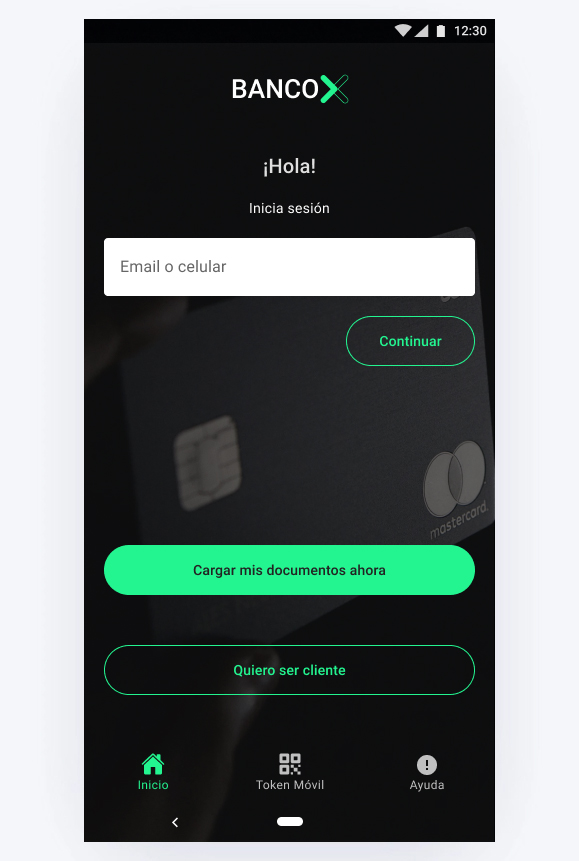 12:30
BANCO
¡Hola!
Inicia sesión
Email o celular
Continuar
mastercard.
Cargar mis documentos ahora
Quiero ser cliente
Inicio
Token Móvil
Ayuda